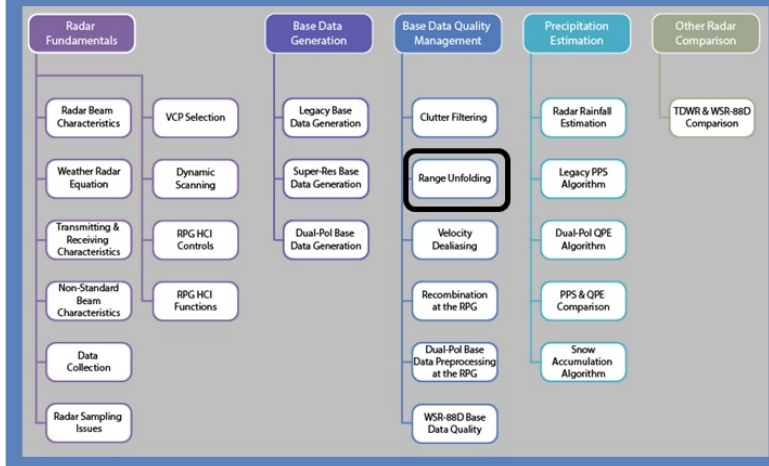 Radar
Fundamentals
Base Data
Generation
Base Data Quality
Management
Precipitation
Estimation
Other Radar
Comparison
Radar Beam
Characteristics
Weather Radar
Equation
Transmitting &
Receiving
Characteristics
Non-Standard
Beam
Characteristics
Data
Collection
Radar Sampling
Issues
VCP Selection
Dynamic
Scanning
RPG HCI
Controls
RPG HCI
Functions
Legacy Base
Data Generation
Super-Res Base
Data Generation
Dual-Pol Base
Data Generation
Clutter Filtering
Range Unfolding
Velocity
Dealiasing
Recombination
at the RPG
Dual-Pol Base
Data Preprocessing
at the RPG
WSR-88D Base
Data Quality
Radar Rainfall
Estimation
Legacy PPS
Algorithm
Dual-Pol QPE
Algorithm
PPS & QPE
Comparison
Snow
Accumulation
Algorithm
TDWR & WSR-88D
Comparison